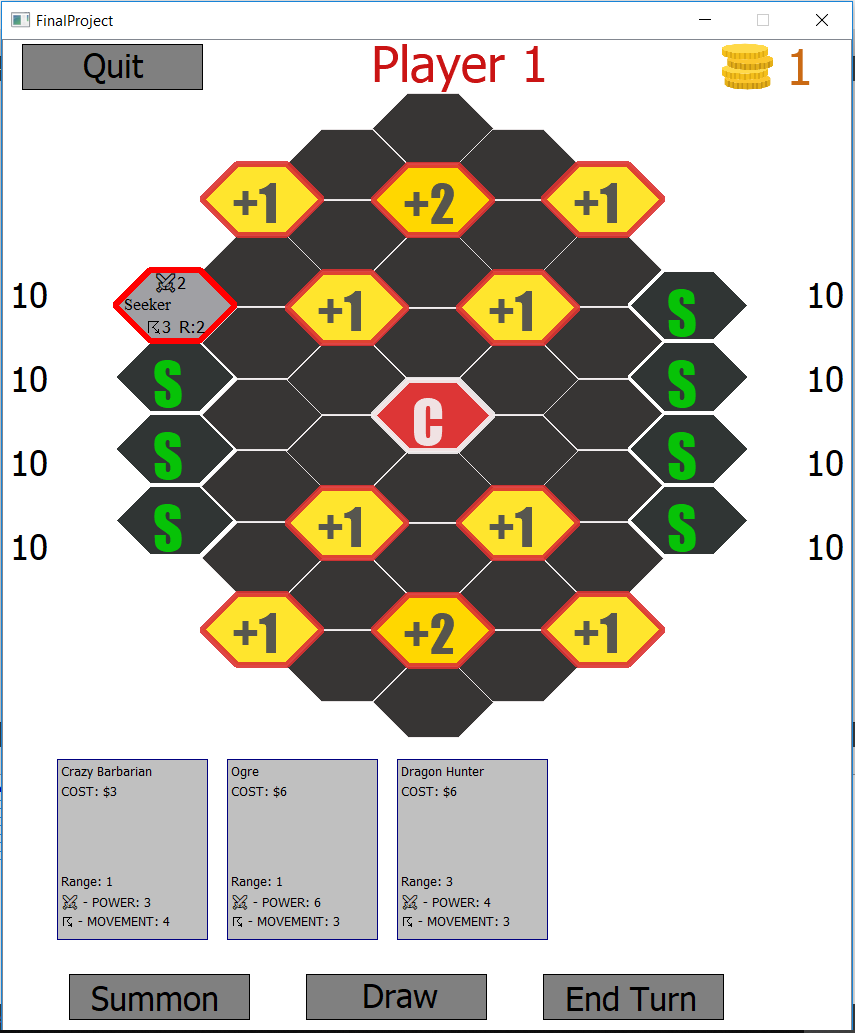 FinalProject
Quit
Player 1
1
+1
+2
+1
2
Seeker
3 R:2
+1
+1
10
S
10
10
S
S
10
C
10
S
S
10
10
S
S
10
+1
+1
+1
+2
+1
Crazy Barbarian
COST: $3
Range: 1
- POWER: 3
- MOVEMENT: 4
Ogre
COST: $6
Range: 1
- POWER: 6
- MOVEMENT: 3
Dragon Hunter
COST: $6
Range: 3
- POWER: 4
- MOVEMENT: 3
Summon
Draw
End Turn